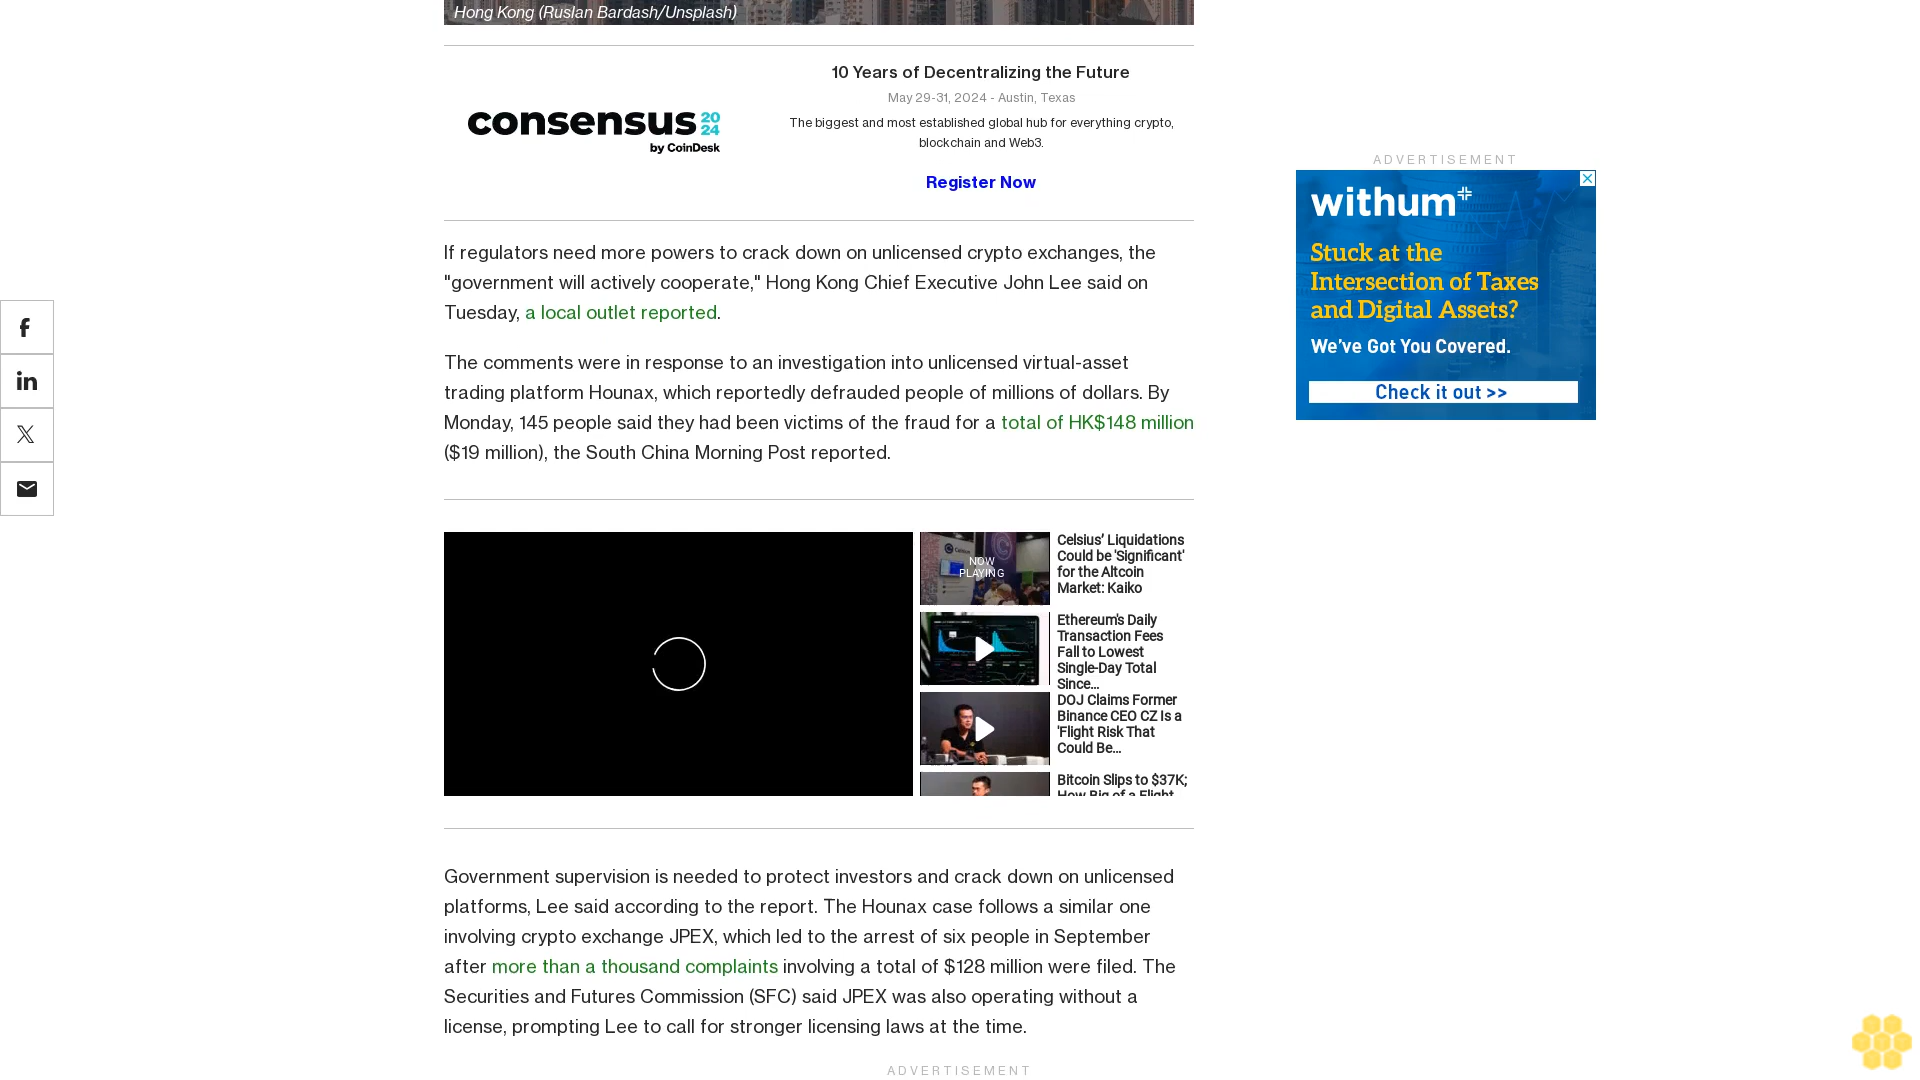 Hong Kong (Ruslan Bardash/Unsplash)
consensus 20
24
by CoinDesk
10 Years of Decentralizing the Future
May 29-31, 2024 - Austin, Texas
The biggest and most established global hub for everything crypto,
blockchain and Web3.
Register Now
ADVERTISEMENT
withum
Stuck at the
Intersection of Taxes
and Digital Assets?
We've Got You Covered.
Check it out >>
If regulators need more powers to crack down on unlicensed crypto exchanges, the
"government will actively cooperate," Hong Kong Chief Executive John Lee said on
Tuesday, a local outlet reported.
The comments were in response to an investigation into unlicensed virtual-asset
trading platform Hounax, which reportedly defrauded people of millions of dollars. By
Monday, 145 people said they had been victims of the fraud for a total of HK$148 million
($19 million), the South China Morning Post reported.
NOW
PLAYING
Celsius’ Liquidations
Could be 'Significant'
for the Altcoin
Market: Kaiko
Ethereum's Daily
Transaction Fees
Fall to Lowest
Single-Day Total
Since...
DOJ Claims Former
Binance CEO CZ Is a
'Flight Risk That
Could Be...
Bitcoin Slips to $37K;
How Big of a Flight
Government supervision is needed to protect investors and crack down on unlicensed
platforms, Lee said according to the report. The Hounax case follows a similar one
involving crypto exchange JPEX, which led to the arrest of six people in September
after more than a thousand complaints involving a total of $128 million were filed. The
Securities and Futures Commission (SFC) said JPEX was also operating without a
license, prompting Lee to call for stronger licensing laws at the time.
ADVERTISEMENT